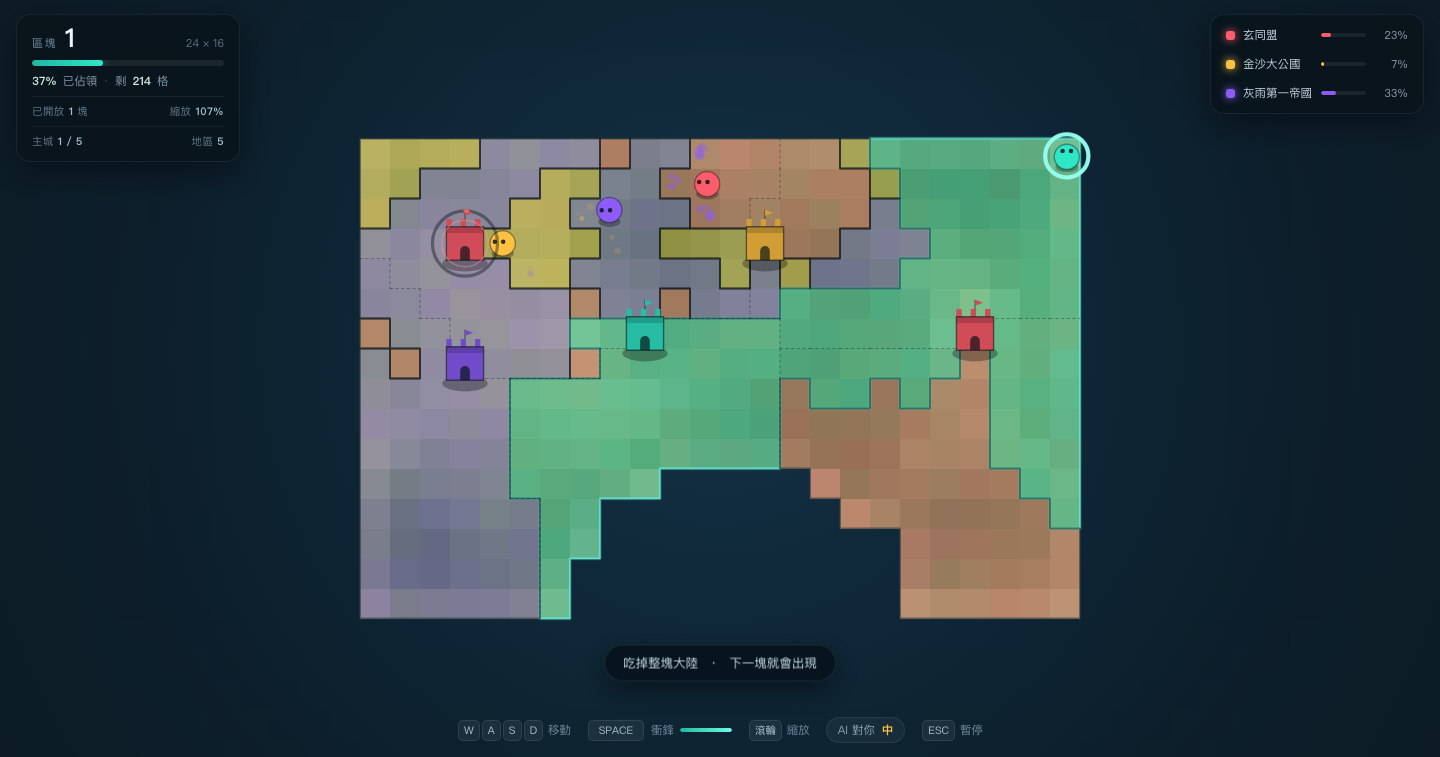 區塊 1 24 × 16
37% 已佔領 · 剩 214 格
已開放 1 塊 縮放 107%
主城 1 / 5 地區 5
玄同盟 23%
金沙大公國 7%
灰雨第一帝國 33%
吃掉整塊大陸 · 下一塊就會出現
W A S D 移動 SPACE 衝鋒 滾輪 縮放 AI 對你 中 ESC 暫停